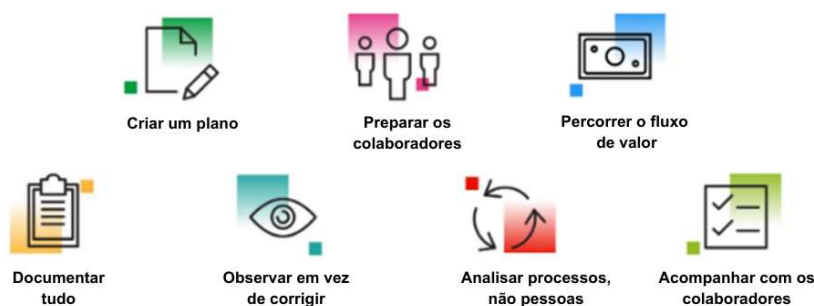 Criar um plano
Preparar os
colaboradores
Percorrer o fluxo
de valor
Documentar
tudo
Observar em vez
de corrigir
Analisar processos,
não pessoas
Acompanhar com os
colaboradores